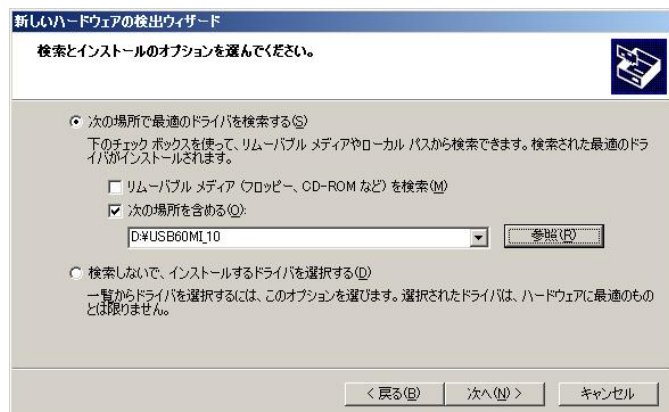 新しいハードウェアの検出ウィザード
検索とインストールのオプションを選んでください。
次の場所で最適のドライバを検索する(S)
下のチェック ボックスを使って、リムーバブル メディアやローカル パスから検索できます。検索された最適のドラ
イバがインストールされます。
リムーバブル メディア (フロッピー、CD-ROM など) を検索(M)
次の場所を含める(O):
D:¥USB60MI_10
参照(R)
検索しないで、インストールするドライバを選択する(D)
一覧からドライバを選択するには、このオプションを選びます。選択されたドライバは、ハードウェアに最適のもの
とは限りません。
< 戻る(B)
次へ(N) >
キャンセル